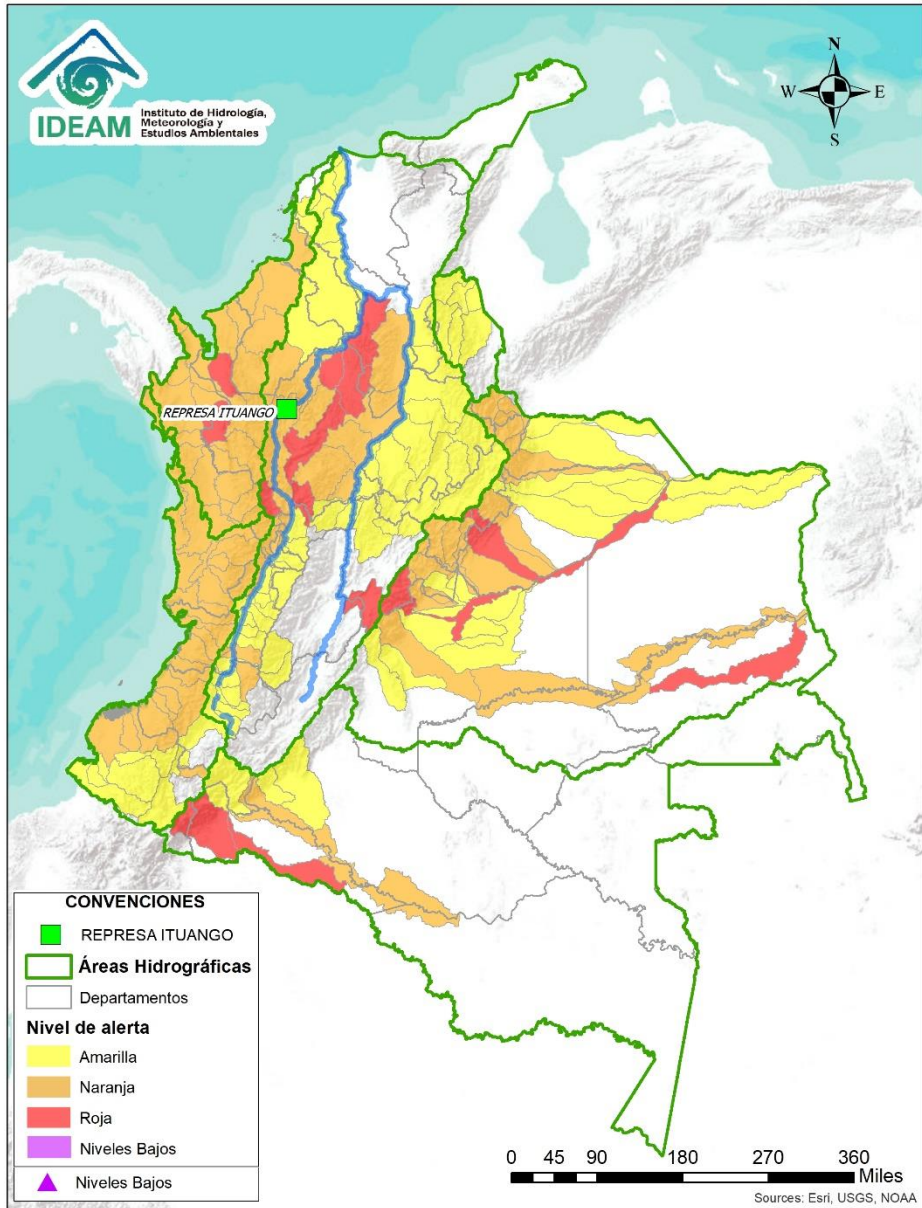 IDEAM
Instituto de Hidrología,
Meteorología y
Estudios Ambientales
N
W
E
S
REPRESA ITUANGO
CONVENCIONES
REPRESA ITUANGO
Áreas Hidrográficas
Departamentos
Nivel de alerta
Amarilla
Naranja
Roja
Niveles Bajos
Niveles Bajos
0 45 90 180 270 360
Miles
Sources: Esri, USGS, NOAA